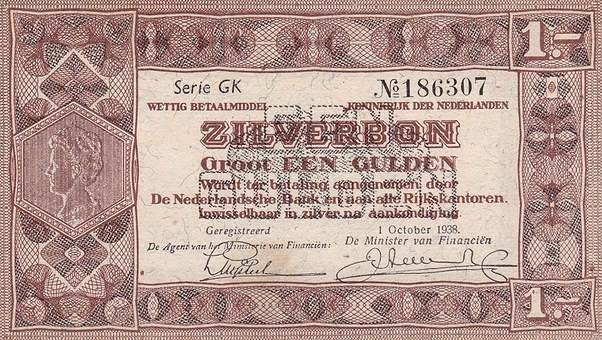 1.-
Serie GK № 186307
WETTIG BETAALMIDDEL KONINKRIJK DER NEDERLANDEN
ZILVERBON
Groot EEN GULDEN
Wordt ter betaling aangenomen door
De Nederlandsche Bank en aan alle Rijkskantoren.
Inwisselbaar in zilver na aankondiging
Geregistreerd 1 October 1938.
De Agent van het Ministerie van Financiën: De Minister van Financiën
1.-